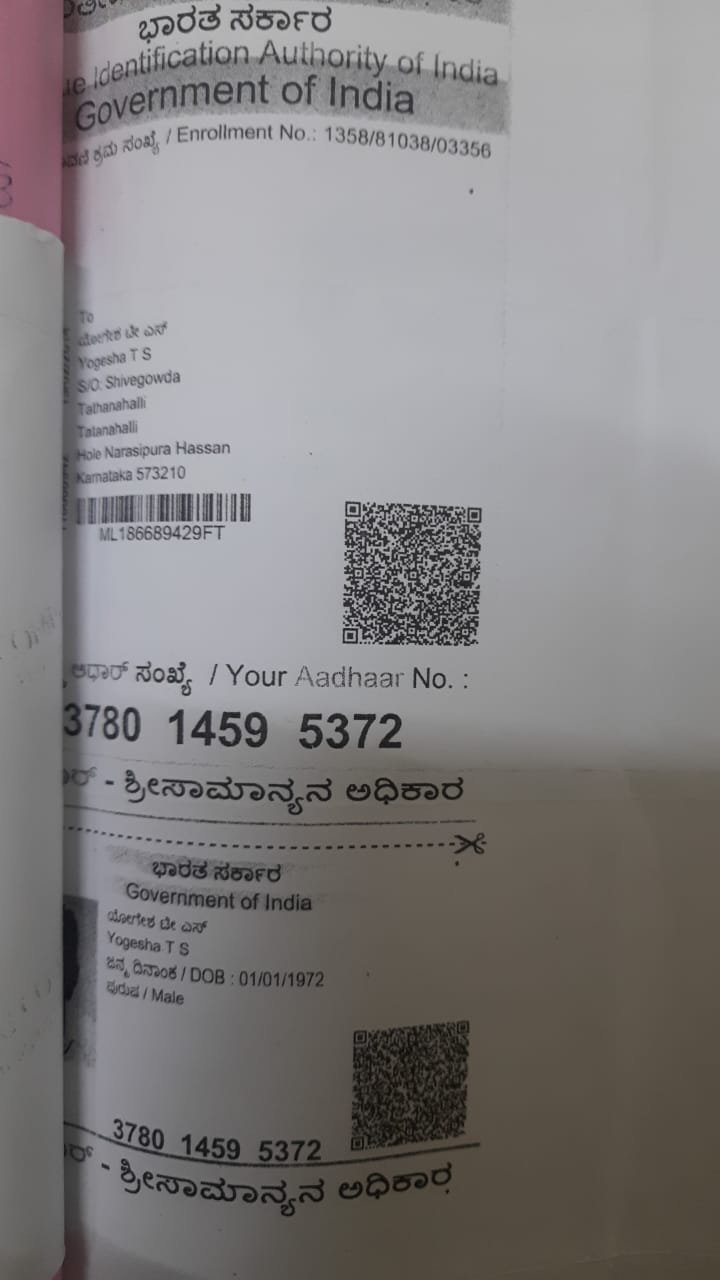 ಭಾರತ ಸರ್ಕಾರ
Identification Authority of India
Government of India
ಕ್ರಮ ಸಂಖ್ಯೆ / Enrollment No.: 1358/81038/03356
To
ಯೋಗೇಶ ಟೀ ಎಸ್
Yogesha T S
S/O: Shivegowda
Tathanahalli
Tatanahalli
Hole Narasipura Hassan
Karnataka 573210
ML186689429FT
ಆಧಾರ್ ಸಂಖ್ಯೆ / Your Aadhaar No. :
3780 1459 5372
- ಶ್ರೀಸಾಮಾನ್ಯನ ಅಧಿಕಾರ
ಭಾರತ ಸರ್ಕಾರ
Government of India
ಯೋಗೇಶ ಟೀ ಎಸ್
Yogesha T S
ಜನ್ಮ ದಿನಾಂಕ / DOB : 01/01/1972
ಪುರುಷ / Male
3780 1459 5372
- ಶ್ರೀಸಾಮಾನ್ಯನ ಅಧಿಕಾರ